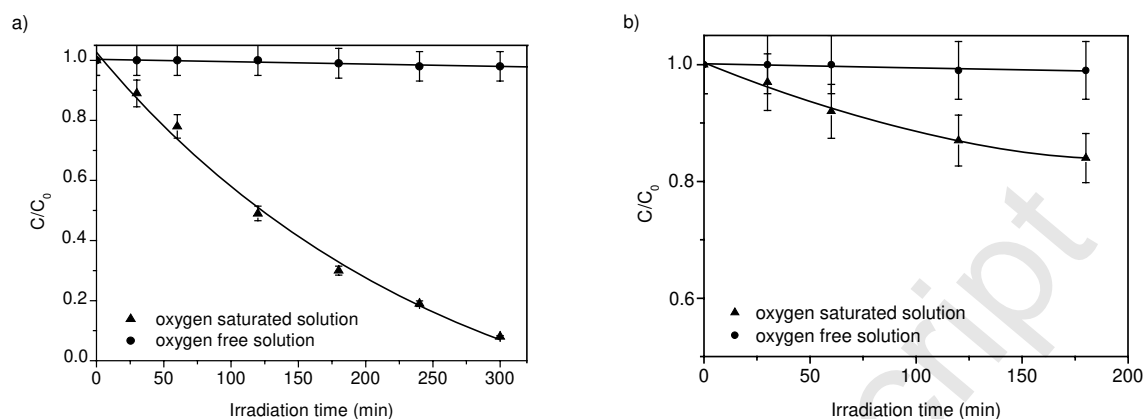 a)
1.0
0.8
0.6
0.4
0.2
0.0
C/C0
oxygen saturated solution
oxygen free solution
0 50 100 150 200 250 300
Irradiation time (min)
b)
1.0
0.8
0.6
C/C0
oxygen saturated solution
oxygen free solution
0 50 100 150 200
Irradiation time (min)
cript